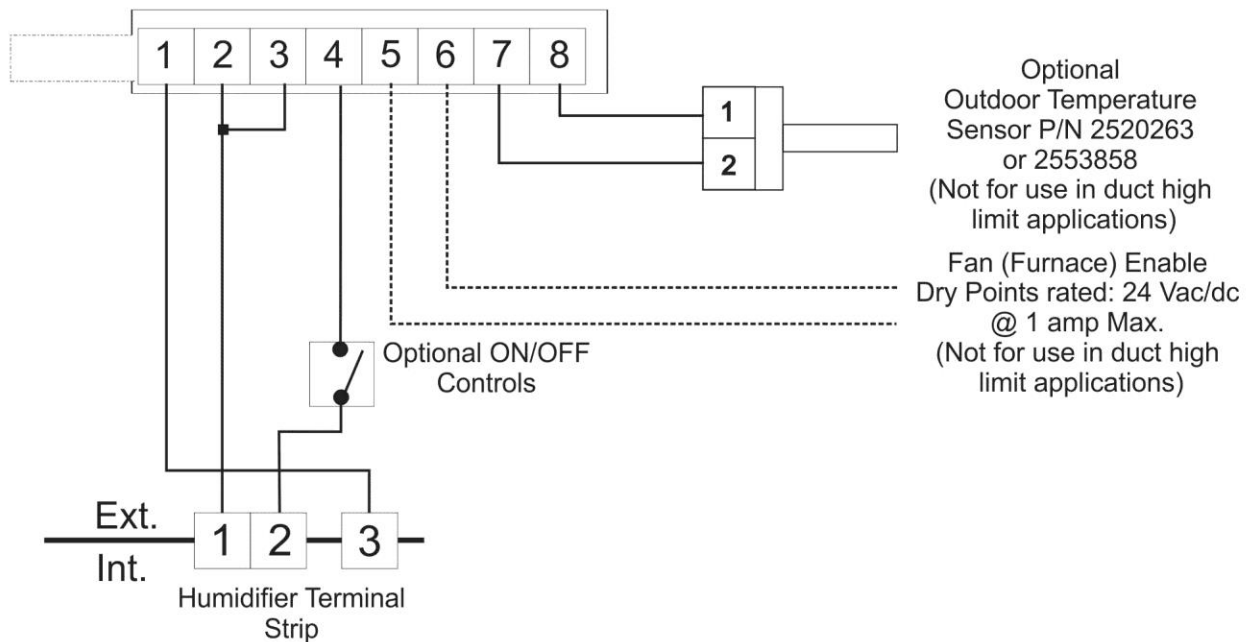 1 2 3 4 5 6 7 8
1
2
Optional
Outdoor Temperature
Sensor P/N 2520263
or 2553858
(Not for use in duct high
limit applications)
Fan (Furnace) Enable
Dry Points rated: 24 Vac/dc
@ 1 amp Max.
(Not for use in duct high
limit applications)
Optional ON/OFF
Controls
Ext.
1 2 3
Int.
Humidifier Terminal
Strip